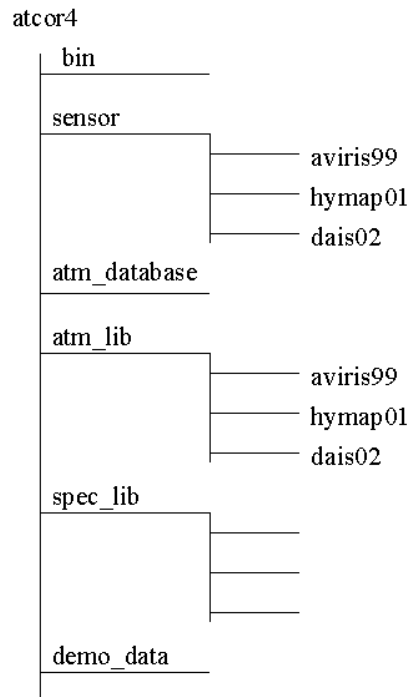 atcor4
bin
sensor
aviris99
hymap01
dais02
atm_database
atm_lib
aviris99
hymap01
dais02
spec_lib
demo_data